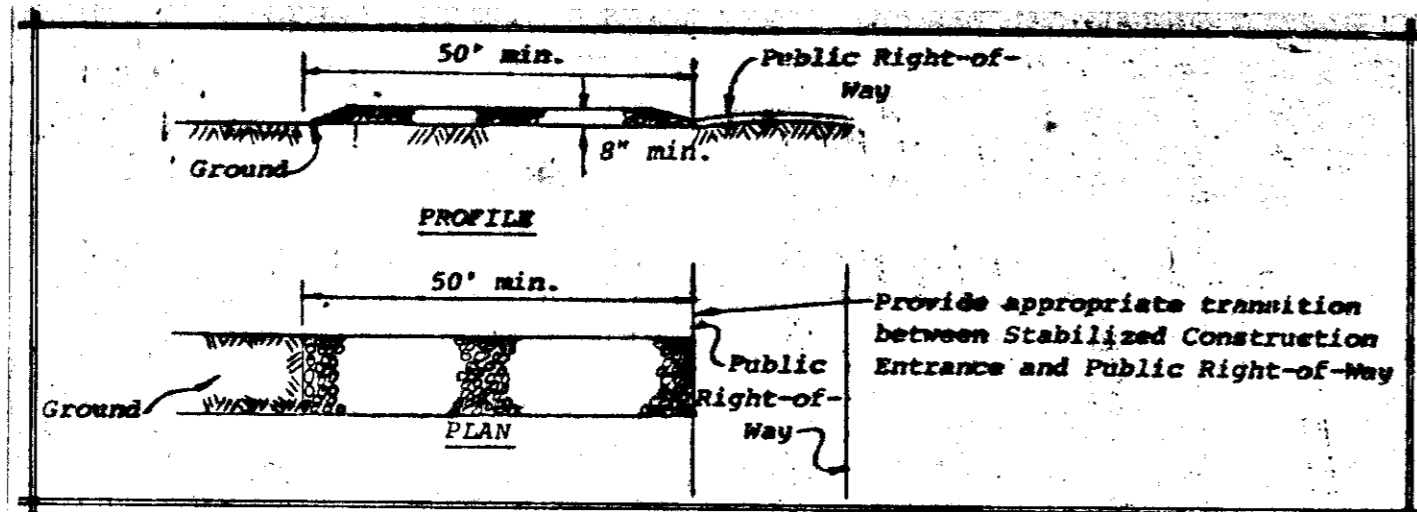 50' min.
Public Right-of-
Way
8" min.
Ground
PROFILE
50' min.
Provide appropriate transition
between Stabilized Construction
Entrance and Public Right-of-Way
Public
Right-of-
Way
Ground
PLAN